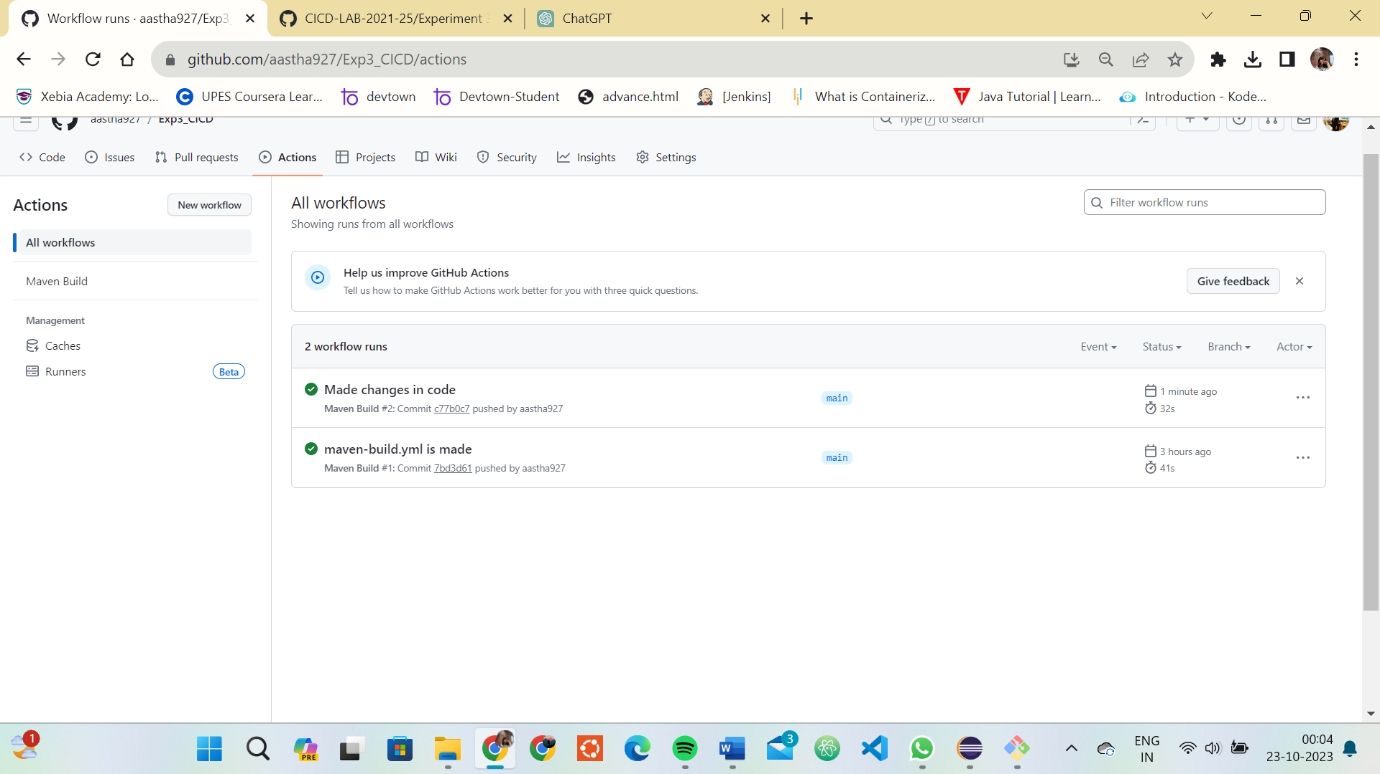 Workflow runs · aastha927/Exp3
CICD-LAB-2021-25/Experiment
ChatGPT
github.com/aastha927/Exp3_CICD/actions
Xebia Academy: Lo...
UPES Coursera Lear...
devtown
Devtown-Student
advance.html
[Jenkins]
What is Containeriz...
Java Tutorial | Learn...
Introduction - Kode...
aastha927 / Exp3_CICD
Type / to search
Code
Issues
Pull requests
Actions
Projects
Wiki
Security
Insights
Settings
Actions
New workflow
All workflows
Maven Build
Management
Caches
Runners
Beta
All workflows
Showing runs from all workflows
Filter workflow runs
Help us improve GitHub Actions
Tell us how to make GitHub Actions work better for you with three quick questions.
Give feedback
2 workflow runs
Event
Status
Branch
Actor
Made changes in code
Maven Build #2: Commit c77b0c7 pushed by aastha927
main
1 minute ago
32s
maven-build.yml is made
Maven Build #1: Commit 7bd3d61 pushed by aastha927
main
3 hours ago
41s
1
PRE
3
ENG
IN
00:04
23-10-2023